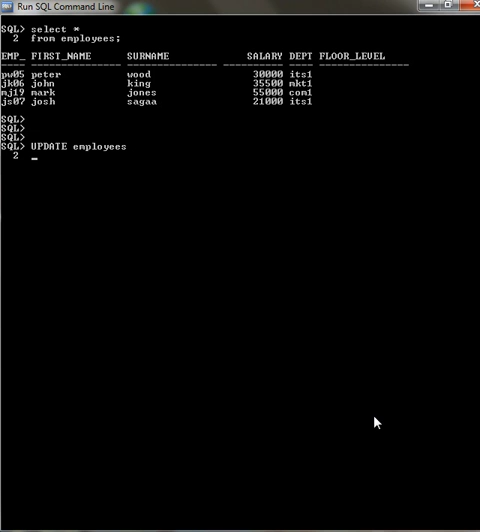 Run SQL Command Line
SQL> select *
2 from employees;
EMP_ FIRST_NAME SURNAME SALARY DEPT FLOOR_LEVEL
pw05 peter wood 30000 its1
jk06 john king 35500 mkt1
mj19 mark jones 55000 com1
js07 josh sagaa 21000 its1
SQL>
SQL>
SQL>
SQL> UPDATE employees
2